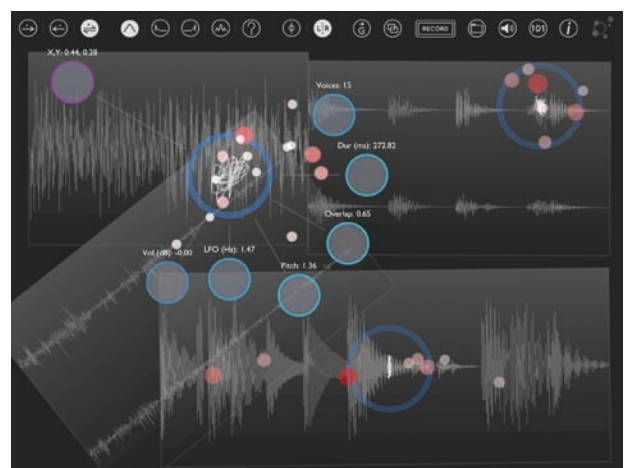 ?
L R
G
RECORD
101
i
X,Y: 0.44, 0.28
Voices: 15
Dur (ms): 272.82
Overlap: 0.65
Vol (dB): -0.00
LFO (Hz): 1.47
Pitch: 1.36